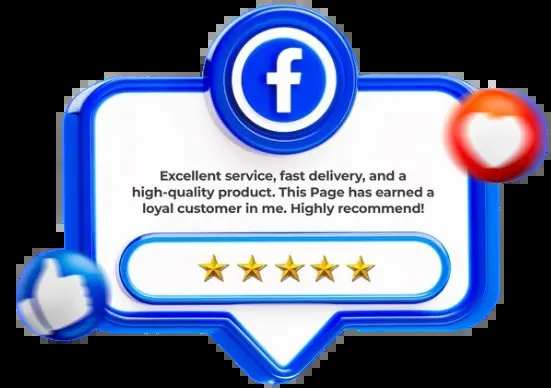 f
Excellent service, fast delivery, and a
high-quality product. This Page has earned a
loyal customer in me. Highly recommend!